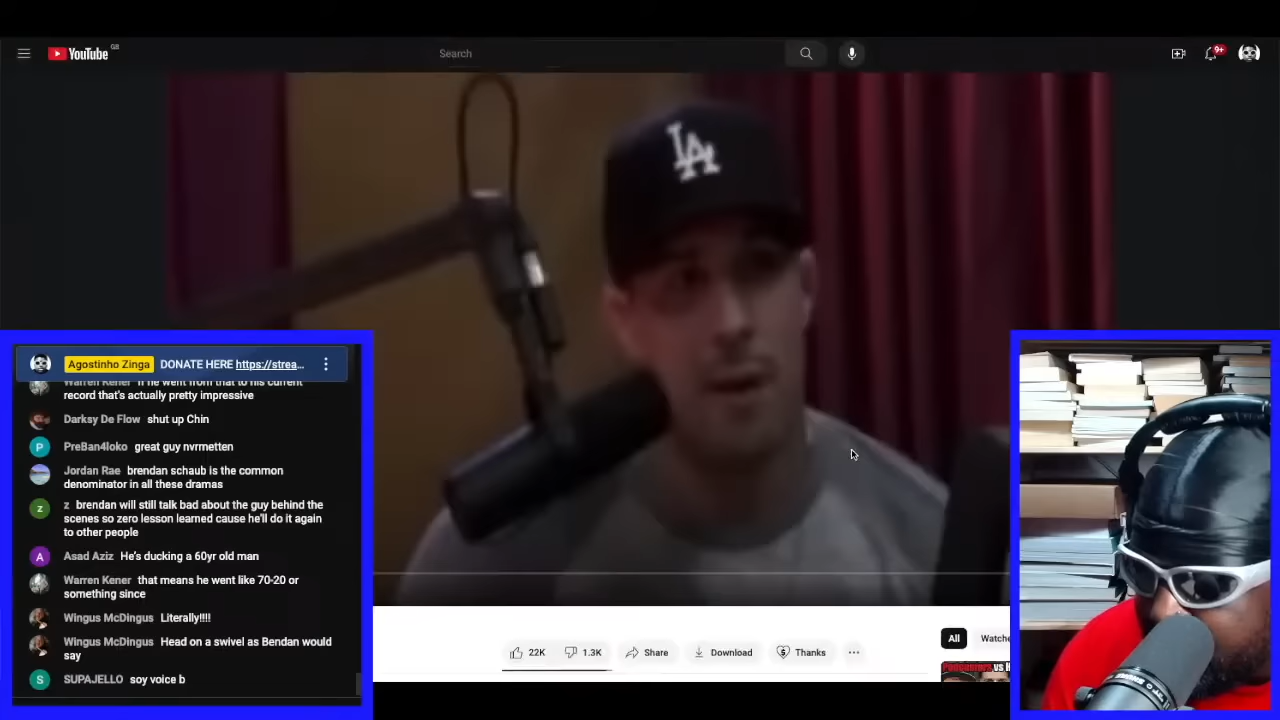 YouTube GB
Search
9+
LA
Agostinho Zinga DONATE HERE https://strea...
record that's actually pretty impressive
Darksy De Flow shut up Chin
PreBan4loko great guy nvrmetten
Jordan Rae brendan schaub is the common
denominator in all these dramas
z brendan will still talk bad about the guy behind the
scenes so zero lesson learned cause he'll do it again
to other people
Asad Aziz He's ducking a 60yr old man
Warren Kener that means he went like 70-20 or
something since
Wingus McDingus Literally!!!!
Wingus McDingus Head on a swivel as Bendan would
say
SUPAJELLO soy voice b
22K 1.3K Share Download Thanks
All Watche